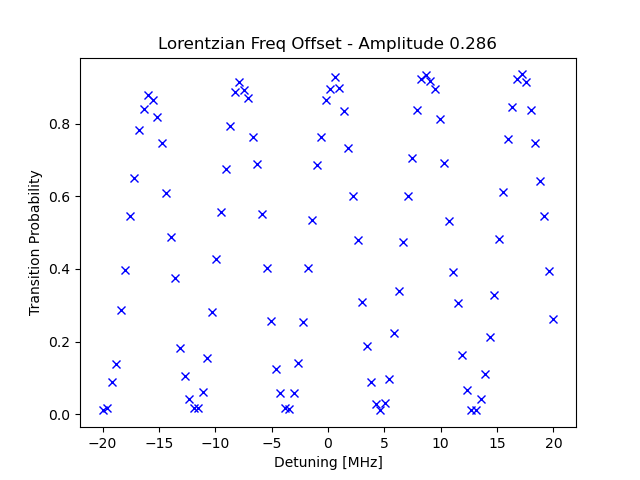 Lorentzian Freq Offset - Amplitude 0.286
Transition Probability
0.8
0.6
0.4
0.2
0.0
−20 −15 −10 −5 0 5 10 15 20
Detuning [MHz]